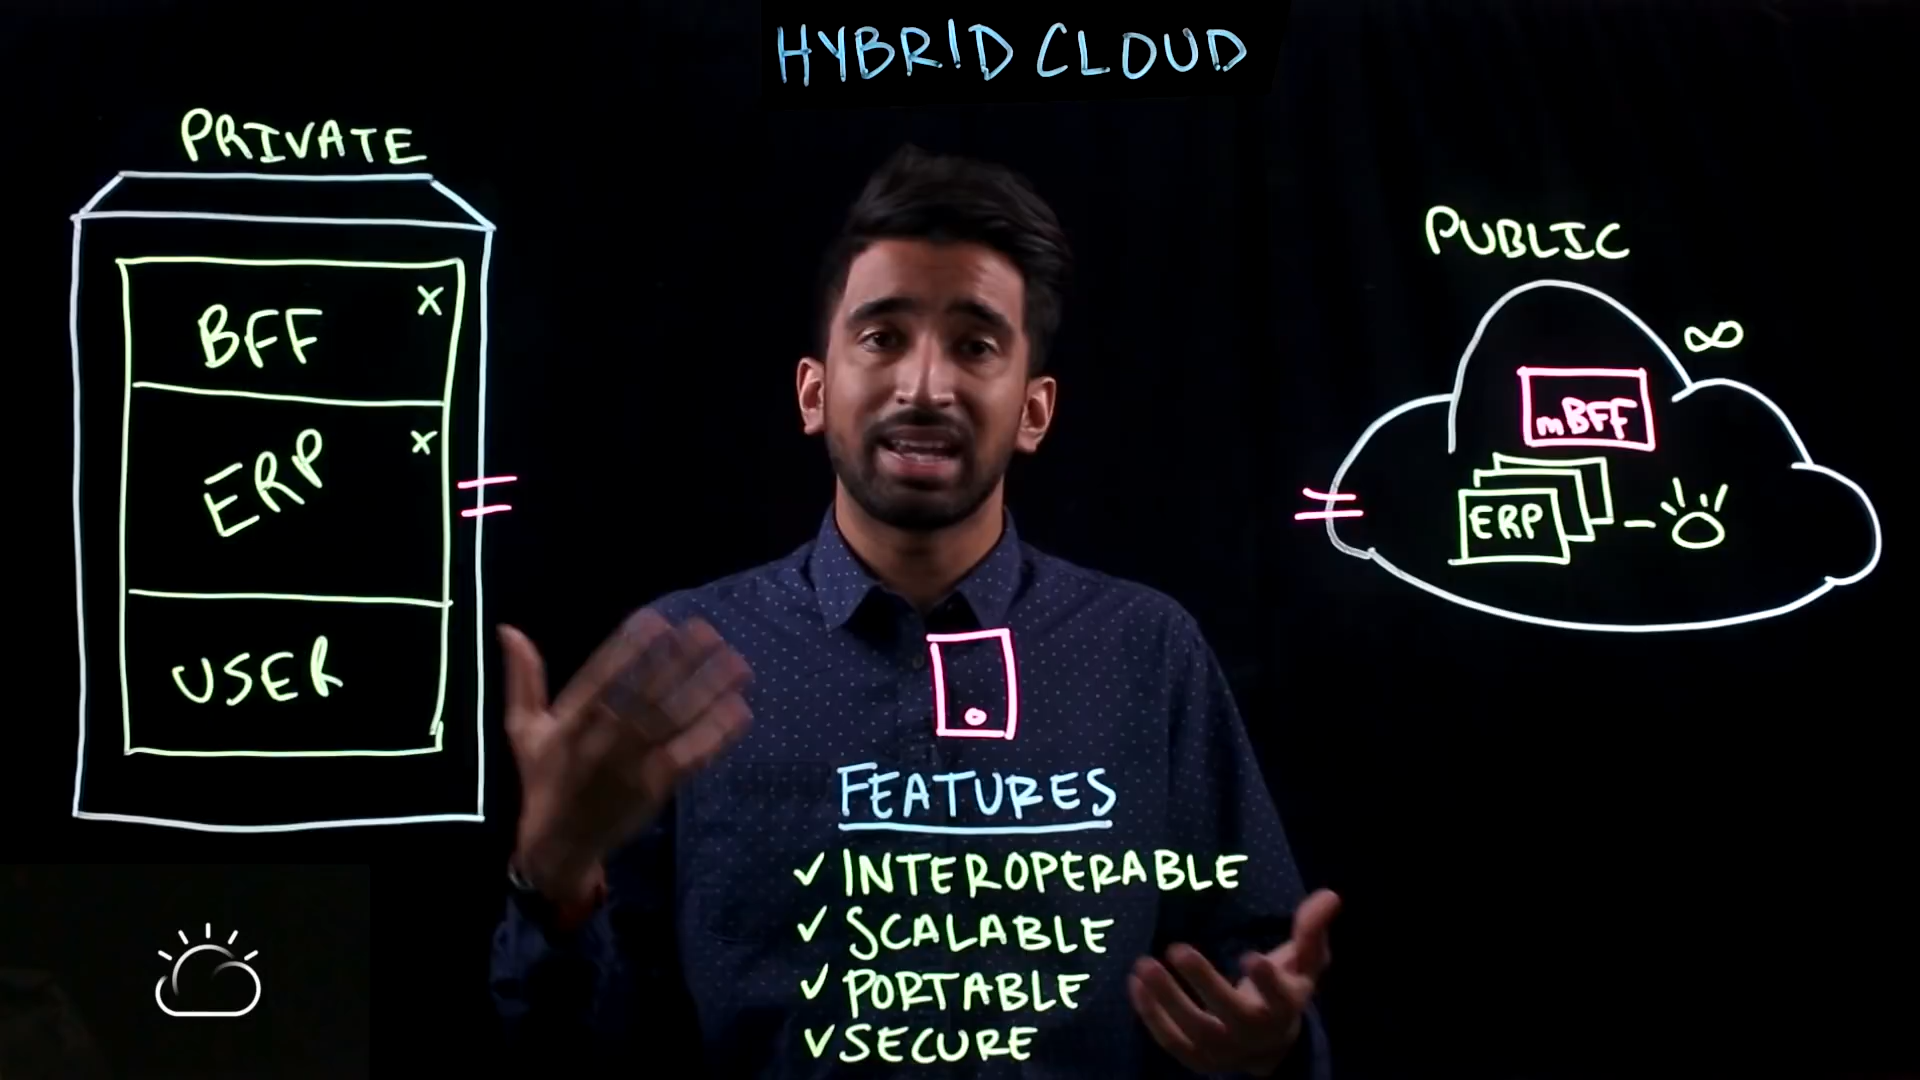 HYBRID CLOUD
PRIVATE
BFF X
ERP X
USER
PUBLIC
∞
mBFF
ERP
FEATURES
✓ INTEROPERABLE
✓ SCALABLE
✓ PORTABLE
✓ SECURE